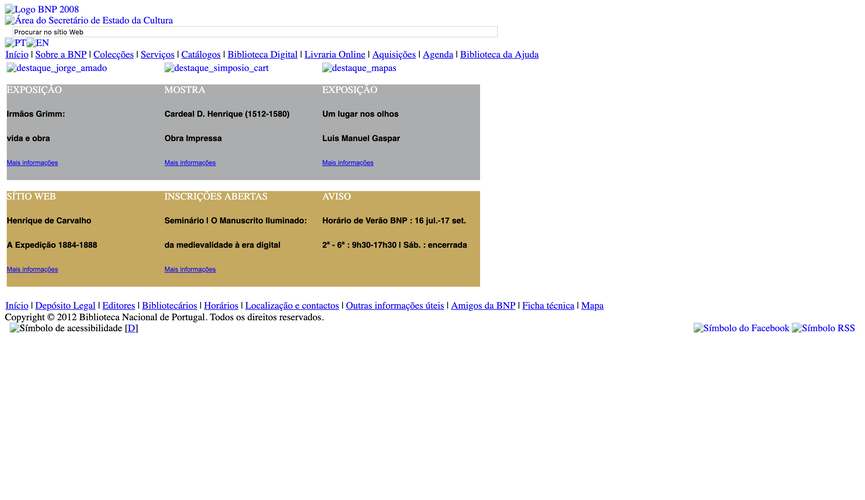 Logo BNP 2008
Área do Secretário de Estado da Cultura
Procurar no sítio Web
PT EN
Início | Sobre a BNP | Colecções | Serviços | Catálogos | Biblioteca Digital | Livraria Online | Aquisições | Agenda | Biblioteca da Ajuda
destaque_jorge_amado destaque_simposio_cart destaque_mapas
EXPOSIÇÃO
Irmãos Grimm:
vida e obra
Mais informações
MOSTRA
Cardeal D. Henrique (1512-1580)
Obra Impressa
Mais informações
EXPOSIÇÃO
Um lugar nos olhos
Luis Manuel Gaspar
Mais informações
SÍTIO WEB
Henrique de Carvalho
A Expedição 1884-1888
Mais informações
INSCRIÇÕES ABERTAS
Seminário | O Manuscrito Iluminado:
da medievalidade à era digital
Mais informações
AVISO
Horário de Verão BNP : 16 jul.-17 set.
2ª - 6ª : 9h30-17h30 | Sáb. : encerrada
Início | Depósito Legal | Editores | Bibliotecários | Horários | Localização e contactos | Outras informações úteis | Amigos da BNP | Ficha técnica | Mapa
Copyright © 2012 Biblioteca Nacional de Portugal. Todos os direitos reservados.
Símbolo de acessibilidade [D] Símbolo do Facebook Símbolo RSS